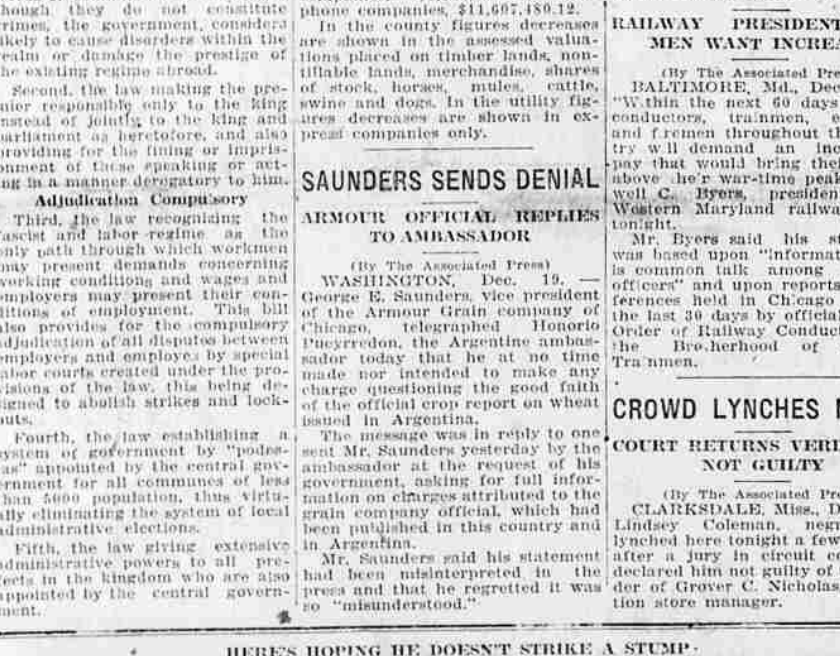 though they do not constitute
crimes, the government, considers
likely to cause disorders within the
realm or damage the prestige of
the existing regime abroad.
Second, the law making the pre-
mier responsible only to the king
instead of jointly to the king and
parliament as heretofore, and also
providing for the fining or impris-
onment of those speaking or act-
ing in a manner deregatory to him.
Adjudication Compulsory
Third, the law recognizing the
fascist and labor regime as the
only path through which workmen
may present demands concerning
working conditions and wages and
employers may present their con-
ditions of employment. This bill
also provides for the compulsory
adjudication of all disputes between
employers and employes by special
labor courts created under the pro-
visions of the law, this being de-
signed to abolish strikes and lock-
outs.
Fourth, the law establishing a
system of government by "podes-
tas" appointed by the central gov-
ernment for all communes of less
than 5000 population, thus virtu-
ally eliminating the system of local
administrative elections.
Fifth, the law giving extensive
administrative powers to all pre-
fects in the kingdom who are also
appointed by the central govern-
ment.
phone companies, $11,697,480.12.
In the county figures decreases
are shown in the assessed valua-
tions placed on timber lands, non-
tillable lands, merchandise, shares
of stock, horses, mules, cattle,
swine and dogs. In the utility fig-
ures decreases are shown in ex-
press companies only.
SAUNDERS SENDS DENIAL
ARMOUR OFFICIAL REPLIES
TO AMBASSADOR
(By The Associated Press)
WASHINGTON, Dec. 19. —
George E. Saunders, vice president
of the Armour Grain company of
Chicago, telegraphed Honorio
Pueyrredon, the Argentine ambas-
sador today that he at no time
made nor intended to make any
charge questioning the good faith
of the official crop report on wheat
issued in Argentina.
The message was in reply to one
sent Mr. Saunders yesterday by the
ambassador at the request of his
government, asking for full infor-
mation on charges attributed to the
grain company official, which had
been published in this country and
in Argentina.
Mr. Saunders said his statement
had been misinterpreted in the
press and that he regretted it was
so "misunderstood."
RAILWAY PRESIDEN
MEN WANT INCREA
(By The Associated Pre
BALTIMORE, Md., Dec
"Within the next 60 days
conductors, trainmen, e
and firemen throughout t
try will demand an inc
pay that would bring the
above their war-time peak
well C. Byers, presiden
Western Maryland railwa
tonight.
Mr. Byers said his st
was based upon "informat
is common talk among
officers" and upon reports
ferences held in Chicago
the last 30 days by official
Order of Railway Conduc
the Brotherhood of
Trainmen.
CROWD LYNCHES
COURT RETURNS VERI
NOT GUILTY
(By The Associated Pre
CLARKSDALE, Miss., D
Lindsey Coleman, neg
lynched here tonight a few
after a jury in circuit c
declared him not guilty of
der of Grover C. Nicholas
tion store manager.
HERE'S HOPING HE DOESN'T STRIKE A STUMP